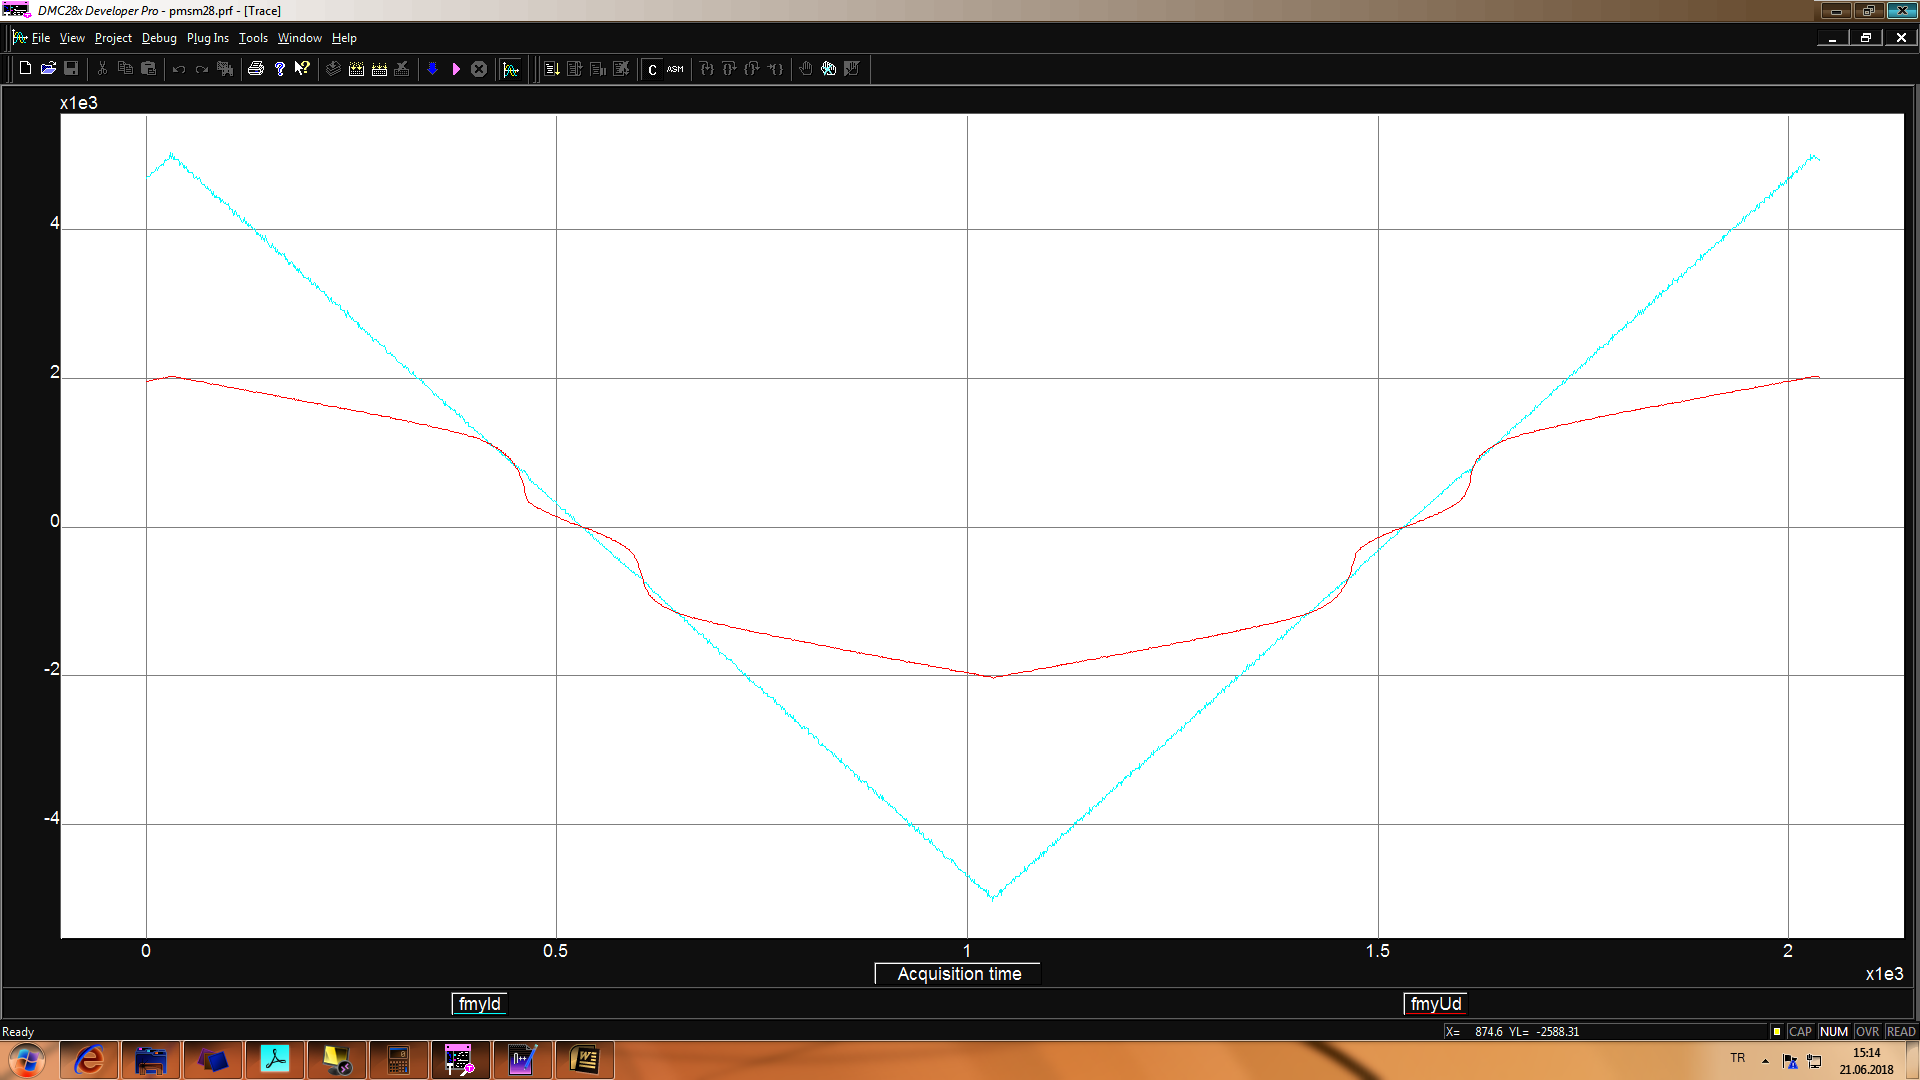 DMC28x Developer Pro - pmsm28.prf - [Trace]
File View Project Debug Plug Ins Tools Window Help
C ASM
x1e3
4
2
0
-2
-4
0 0.5 1 1.5 2
Acquisition time x1e3
fmyId fmyUd
Ready X= 874.6 YL= -2588.31 CAP NUM OVR READ
TR 15:14
21.06.2018